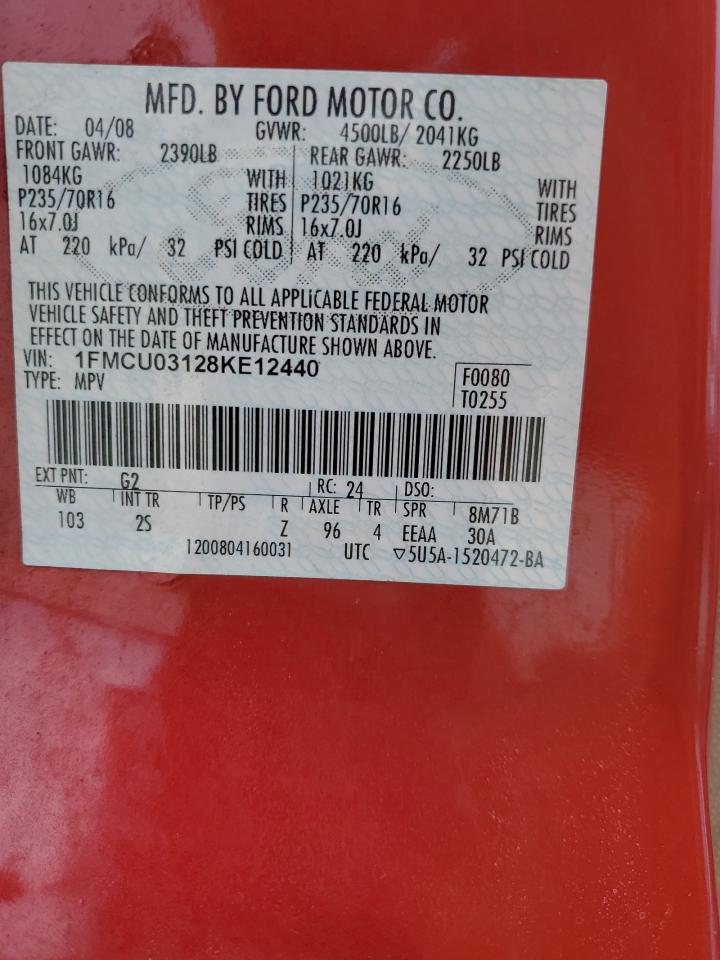 MFD. BY FORD MOTOR CO.
DATE: 04/08 GVWR: 4500LB/ 2041KG
FRONT GAWR: 2390LB REAR GAWR: 2250LB
1084KG WITH 1021KG WITH
P235/70R16 TIRES P235/70R16 TIRES
16x7.0J RIMS 16x7.0J RIMS
AT 220 kPa/ 32 PSI COLD AT 220 kPa/ 32 PSI COLD
THIS VEHICLE CONFORMS TO ALL APPLICABLE FEDERAL MOTOR
VEHICLE SAFETY AND THEFT PREVENTION STANDARDS IN
EFFECT ON THE DATE OF MANUFACTURE SHOWN ABOVE.
VIN: 1FMCU03128KE12440
TYPE: MPV
F0080
T0255
EXT PNT: G2 RC: 24 DSO:
WB INT TR TP/PS R AXLE TR SPR 8M71B
103 2S Z 96 4 EEAA 30A
1200804160031 UTC ▽5U5A-1520472-BA